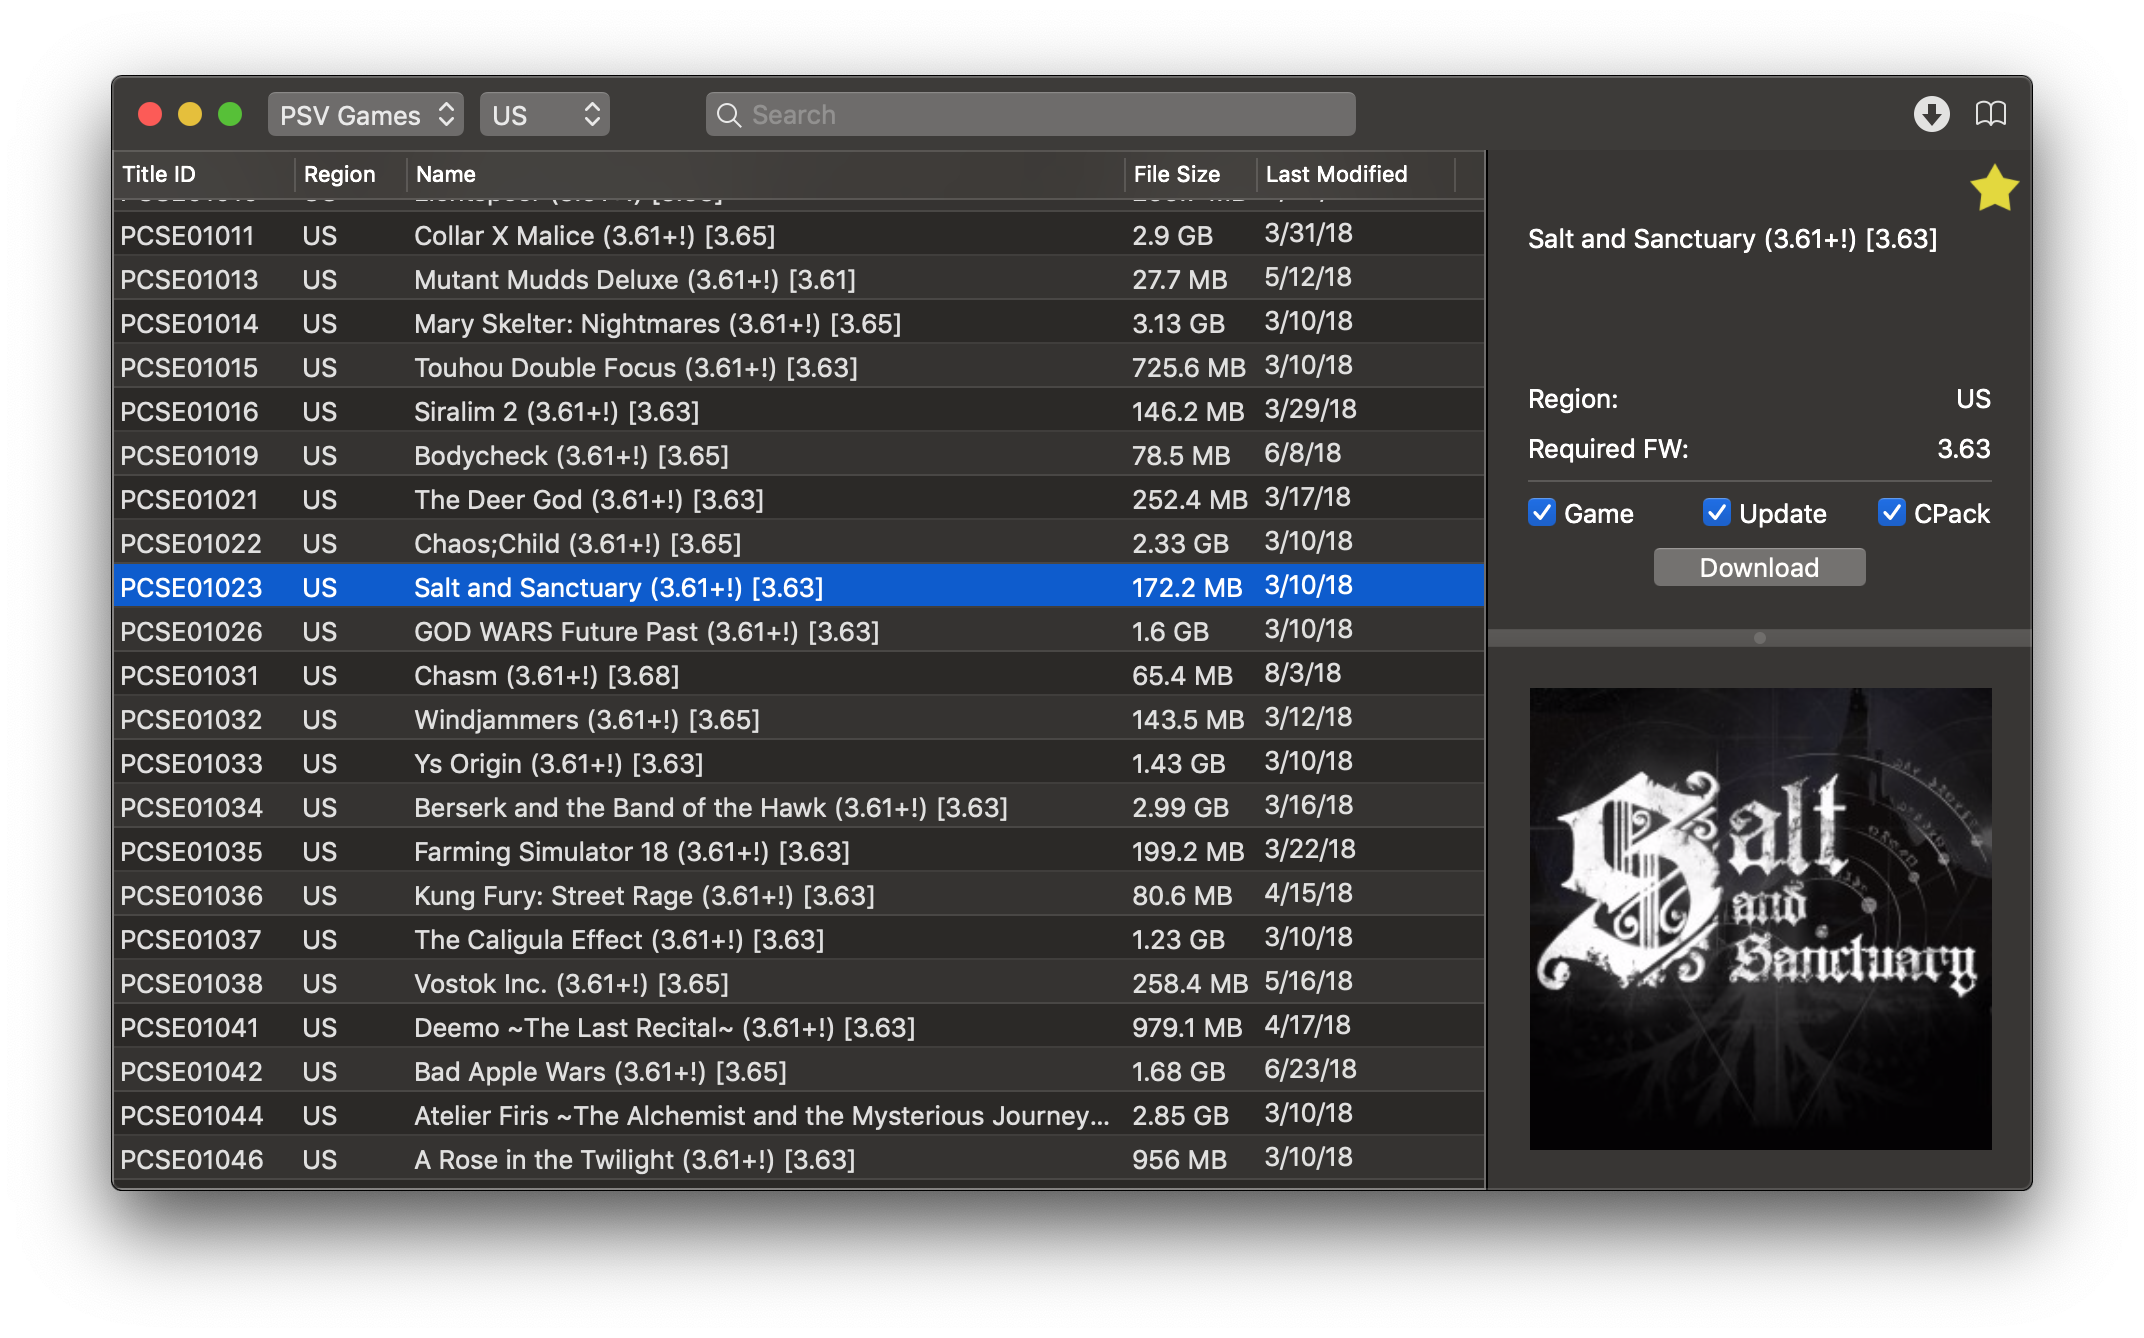 PSV Games US Search
Title ID Region Name File Size Last Modified
PCSE01011 US Collar X Malice (3.61+!) [3.65] 2.9 GB 3/31/18
PCSE01013 US Mutant Mudds Deluxe (3.61+!) [3.61] 27.7 MB 5/12/18
PCSE01014 US Mary Skelter: Nightmares (3.61+!) [3.65] 3.13 GB 3/10/18
PCSE01015 US Touhou Double Focus (3.61+!) [3.63] 725.6 MB 3/10/18
PCSE01016 US Siralim 2 (3.61+!) [3.63] 146.2 MB 3/29/18
PCSE01019 US Bodycheck (3.61+!) [3.65] 78.5 MB 6/8/18
PCSE01021 US The Deer God (3.61+!) [3.63] 252.4 MB 3/17/18
PCSE01022 US Chaos;Child (3.61+!) [3.65] 2.33 GB 3/10/18
PCSE01023 US Salt and Sanctuary (3.61+!) [3.63] 172.2 MB 3/10/18
PCSE01026 US GOD WARS Future Past (3.61+!) [3.63] 1.6 GB 3/10/18
PCSE01031 US Chasm (3.61+!) [3.68] 65.4 MB 8/3/18
PCSE01032 US Windjammers (3.61+!) [3.65] 143.5 MB 3/12/18
PCSE01033 US Ys Origin (3.61+!) [3.63] 1.43 GB 3/10/18
PCSE01034 US Berserk and the Band of the Hawk (3.61+!) [3.63] 2.99 GB 3/16/18
PCSE01035 US Farming Simulator 18 (3.61+!) [3.63] 199.2 MB 3/22/18
PCSE01036 US Kung Fury: Street Rage (3.61+!) [3.63] 80.6 MB 4/15/18
PCSE01037 US The Caligula Effect (3.61+!) [3.63] 1.23 GB 3/10/18
PCSE01038 US Vostok Inc. (3.61+!) [3.65] 258.4 MB 5/16/18
PCSE01041 US Deemo ~The Last Recital~ (3.61+!) [3.63] 979.1 MB 4/17/18
PCSE01042 US Bad Apple Wars (3.61+!) [3.65] 1.68 GB 6/23/18
PCSE01044 US Atelier Firis ~The Alchemist and the Mysterious Journey... 2.85 GB 3/10/18
PCSE01046 US A Rose in the Twilight (3.61+!) [3.63] 956 MB 3/10/18
Salt and Sanctuary (3.61+!) [3.63]
Region: US
Required FW: 3.63
Game Update CPack
Download
Salt
and
Sanctuary